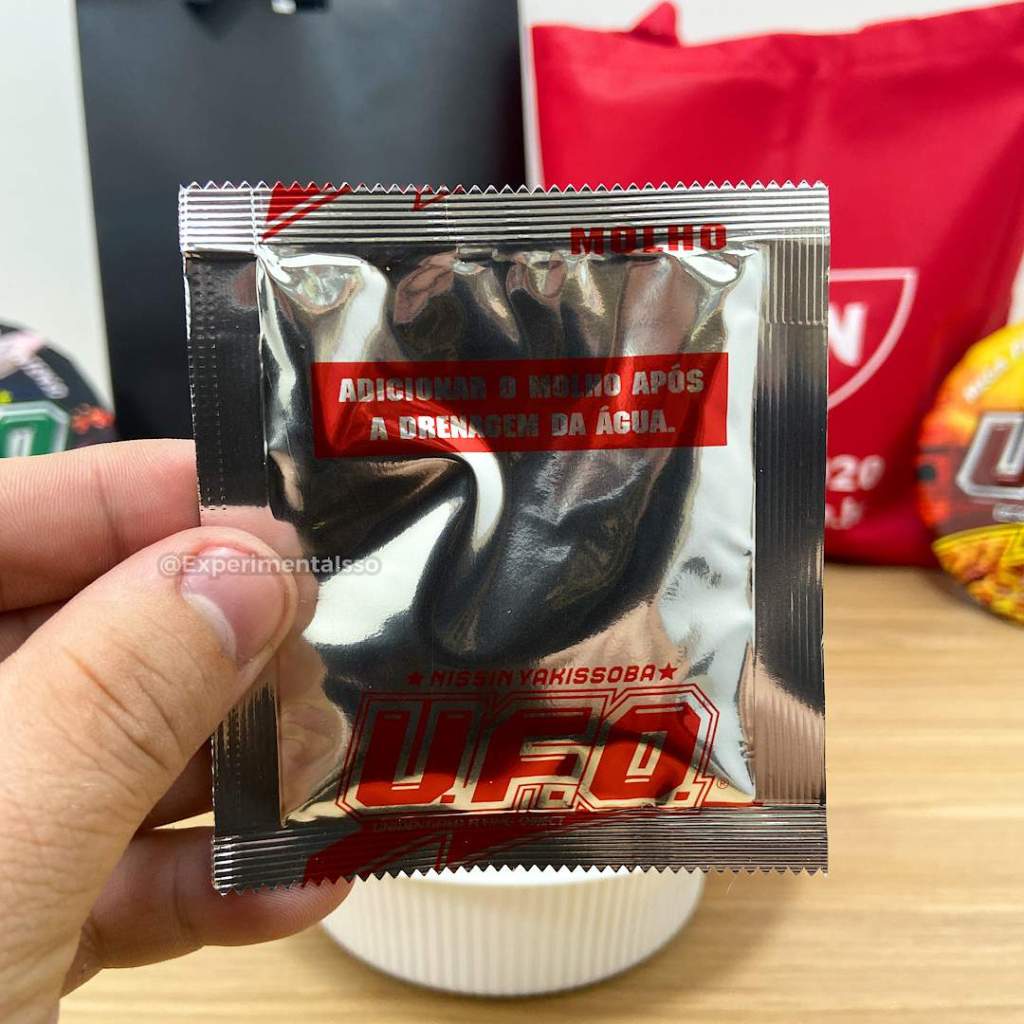 MOLHO
ADICIONAR O MOLHO APÓS
A DRENAGEM DA ÁGUA.
@Experimentalsso
★ NISSIN YAKISSOBA ★
U.F.O.®